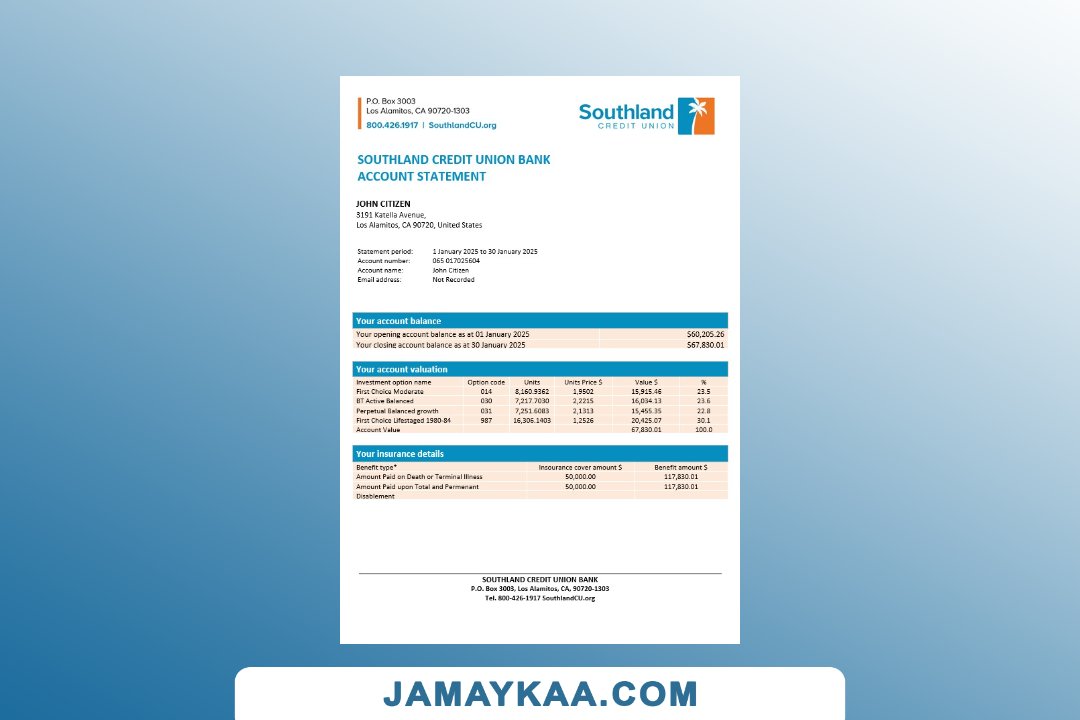 P.O. Box 3003
Los Alamitos, CA 90720-1303
800.426.1917 | SouthlandCU.org
Southland
CREDIT UNION
SOUTHLAND CREDIT UNION BANK
ACCOUNT STATEMENT
JOHN CITIZEN
3191 Katella Avenue,
Los Alamitos, CA 90720, United States
Statement period: 1 January 2025 to 30 January 2025
Account number: 065 017025604
Account name: John Citizen
Email address: Not Recorded
Your account balance
Your opening account balance as at 01 January 2025 $60,205.26
Your closing account balance as at 30 January 2025 $67,830.01
Your account valuation
Investment option name Option code Units Units Price $ Value $ %
First Choice Moderate 014 8,160.9362 1,9502 15,915.46 23.5
BT Active Balanced 030 7,217.7030 2,2215 16,034.13 23.6
Perpetual Balanced growth 031 7,251.6083 2,1313 15,455.35 22.8
First Choice Lifestaged 1980-84 987 16,306.1403 1,2526 20,425.07 30.1
Account Value 67,830.01 100.0
Your insurance details
Benefit type* Insourance cover amount $ Benefit amount $
Amount Paid on Death or Terminal Illness 50,000.00 117,830.01
Amount Paid upon Total and Permenant 50,000.00 117,830.01
Disablement
SOUTHLAND CREDIT UNION BANK
P.O. Box 3003, Los Alamitos, CA, 90720-1303
Tel. 800-426-1917 SouthlandCU.org
JAMAYKAA.COM